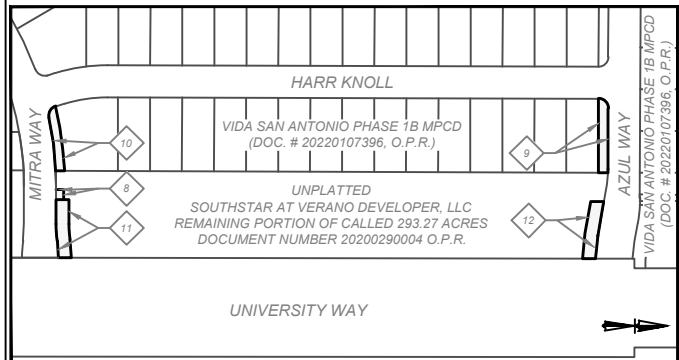 HARR KNOLL
MITRA WAY
VIDA SAN ANTONIO PHASE 1B MPCD
(DOC. # 20220107396, O.P.R.)
10
9
AZUL WAY
VIDA SAN ANTONIO PHASE 1B MPCD
(DOC. # 20220107396, O.P.R.)
8
11
UNPLATTED
SOUTHSTAR AT VERANO DEVELOPER, LLC
REMAINING PORTION OF CALLED 293.27 ACRES
DOCUMENT NUMBER 20200290004 O.P.R.
12
UNIVERSITY WAY